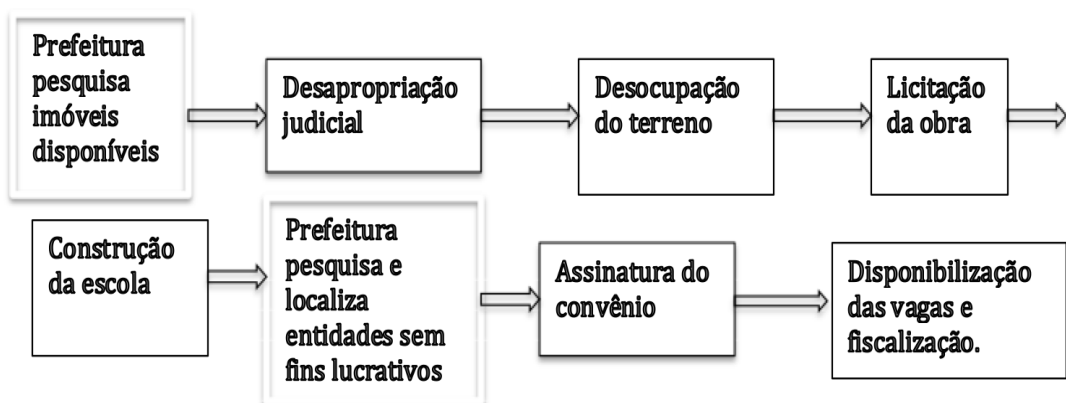 Prefeitura
pesquisa
imóveis
disponíveis
Desapropriação
judicial
Desocupação
do terreno
Licitação
da obra
Construção
da escola
Prefeitura
pesquisa e
localiza
entidades sem
fins lucrativos
Assinatura do
convênio
Disponibilização
das vagas e
fiscalização.